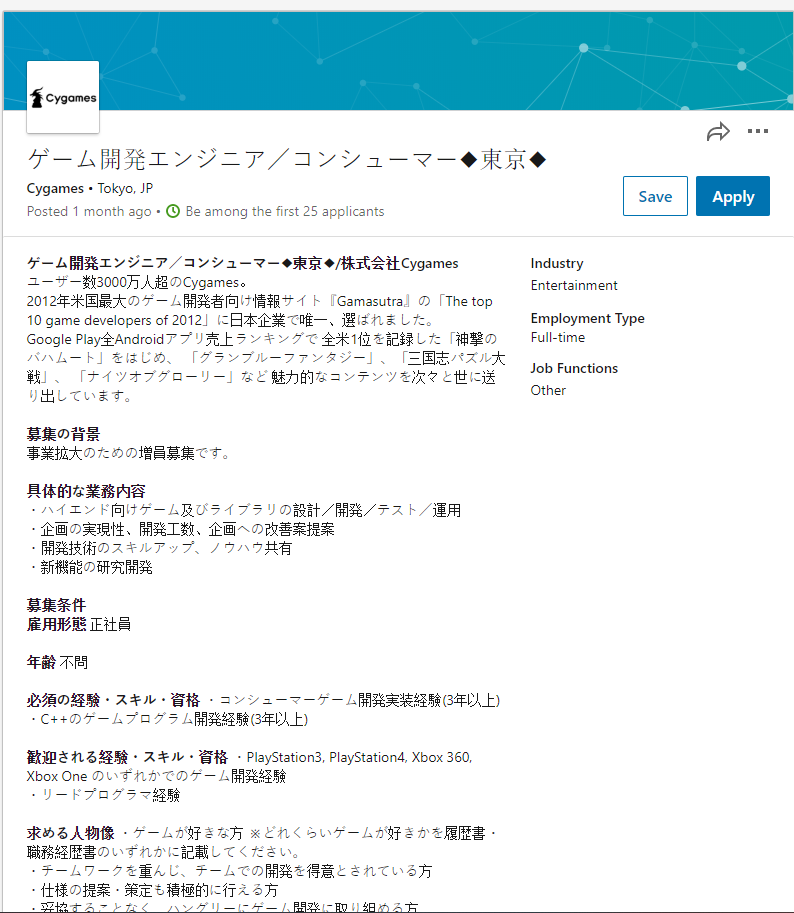 Cygames
ゲーム開発エンジニア／コンシューマー◆東京◆
Cygames • Tokyo, JP
Posted 1 month ago • Be among the first 25 applicants
Save
Apply
ゲーム開発エンジニア／コンシューマー◆東京◆/株式会社Cygames
ユーザー数3000万人超のCygames。
2012年米国最大のゲーム開発者向け情報サイト『Gamasutra』の「The top
10 game developers of 2012」に日本企業で唯一、選ばれました。
Google Play全Androidアプリ売上ランキングで 全米1位を記録した「神撃の
バハムート」をはじめ、 「グランブルーファンタジー」、「三国志パズル大
戦」、 「ナイツオブグローリー」など 魅力的なコンテンツを次々と世に送
り出しています。
募集の背景
事業拡大のための増員募集です。
具体的な業務内容
・ハイエンド向けゲーム及びライブラリの設計／開発／テスト／運用
・企画の実現性、開発工数、企画への改善案提案
・開発技術のスキルアップ、ノウハウ共有
・新機能の研究開発
募集条件
雇用形態 正社員
年齢 不問
必須の経験・スキル・資格 ・コンシューマーゲーム開発実装経験(3年以上)
・C++のゲームプログラム開発経験(3年以上)
歓迎される経験・スキル・資格 ・PlayStation3, PlayStation4, Xbox 360,
Xbox One のいずれかでのゲーム開発経験
・リードプログラマ経験
求める人物像 ・ゲームが好きな方 ※どれくらいゲームが好きかを履歴書・
職務経歴書のいずれかに記載してください。
・チームワークを重んじ、チームでの開発を得意とされている方
・仕様の提案・策定も積極的に行える方
・妥協することなく、ハングリーにゲーム開発に取り組める方
Industry
Entertainment
Employment Type
Full-time
Job Functions
Other